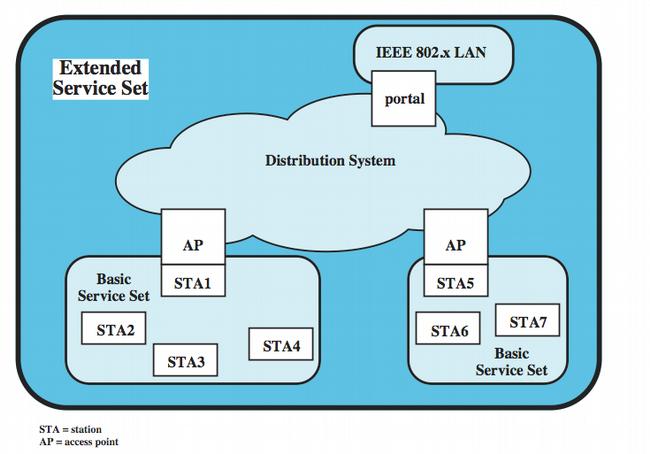 IEEE 802.x LAN
Extended
Service Set
portal
Distribution System
AP
AP
Basic
Service Set
STA1
STA5
STA2
STA3
STA4
STA6
STA7
Basic
Service Set
STA = station
AP = access point